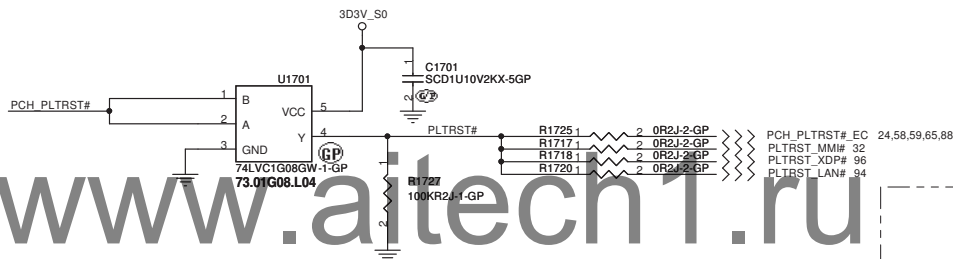 3D3V_S0
C1701
SCD1U10V2KX-5GP
1
2
U1701
PCH_PLTRST#
1 B
2 A
3 GND
VCC 5
Y 4
GP
74LVC1G08GW-1-GP
73.01G08.L04
PLTRST#
R1725 1 2 0R2J-2-GP PCH_PLTRST#_EC 24,58,59,65,88
R1717 1 2 0R2J-2-GP PLTRST_MMI# 32
R1718 1 2 0R2J-2-GP PLTRST_XDP# 96
R1720 1 2 0R2J-2-GP PLTRST_LAN# 94
1
R1727
100KR2J-1-GP
2
www.aitech1.ru